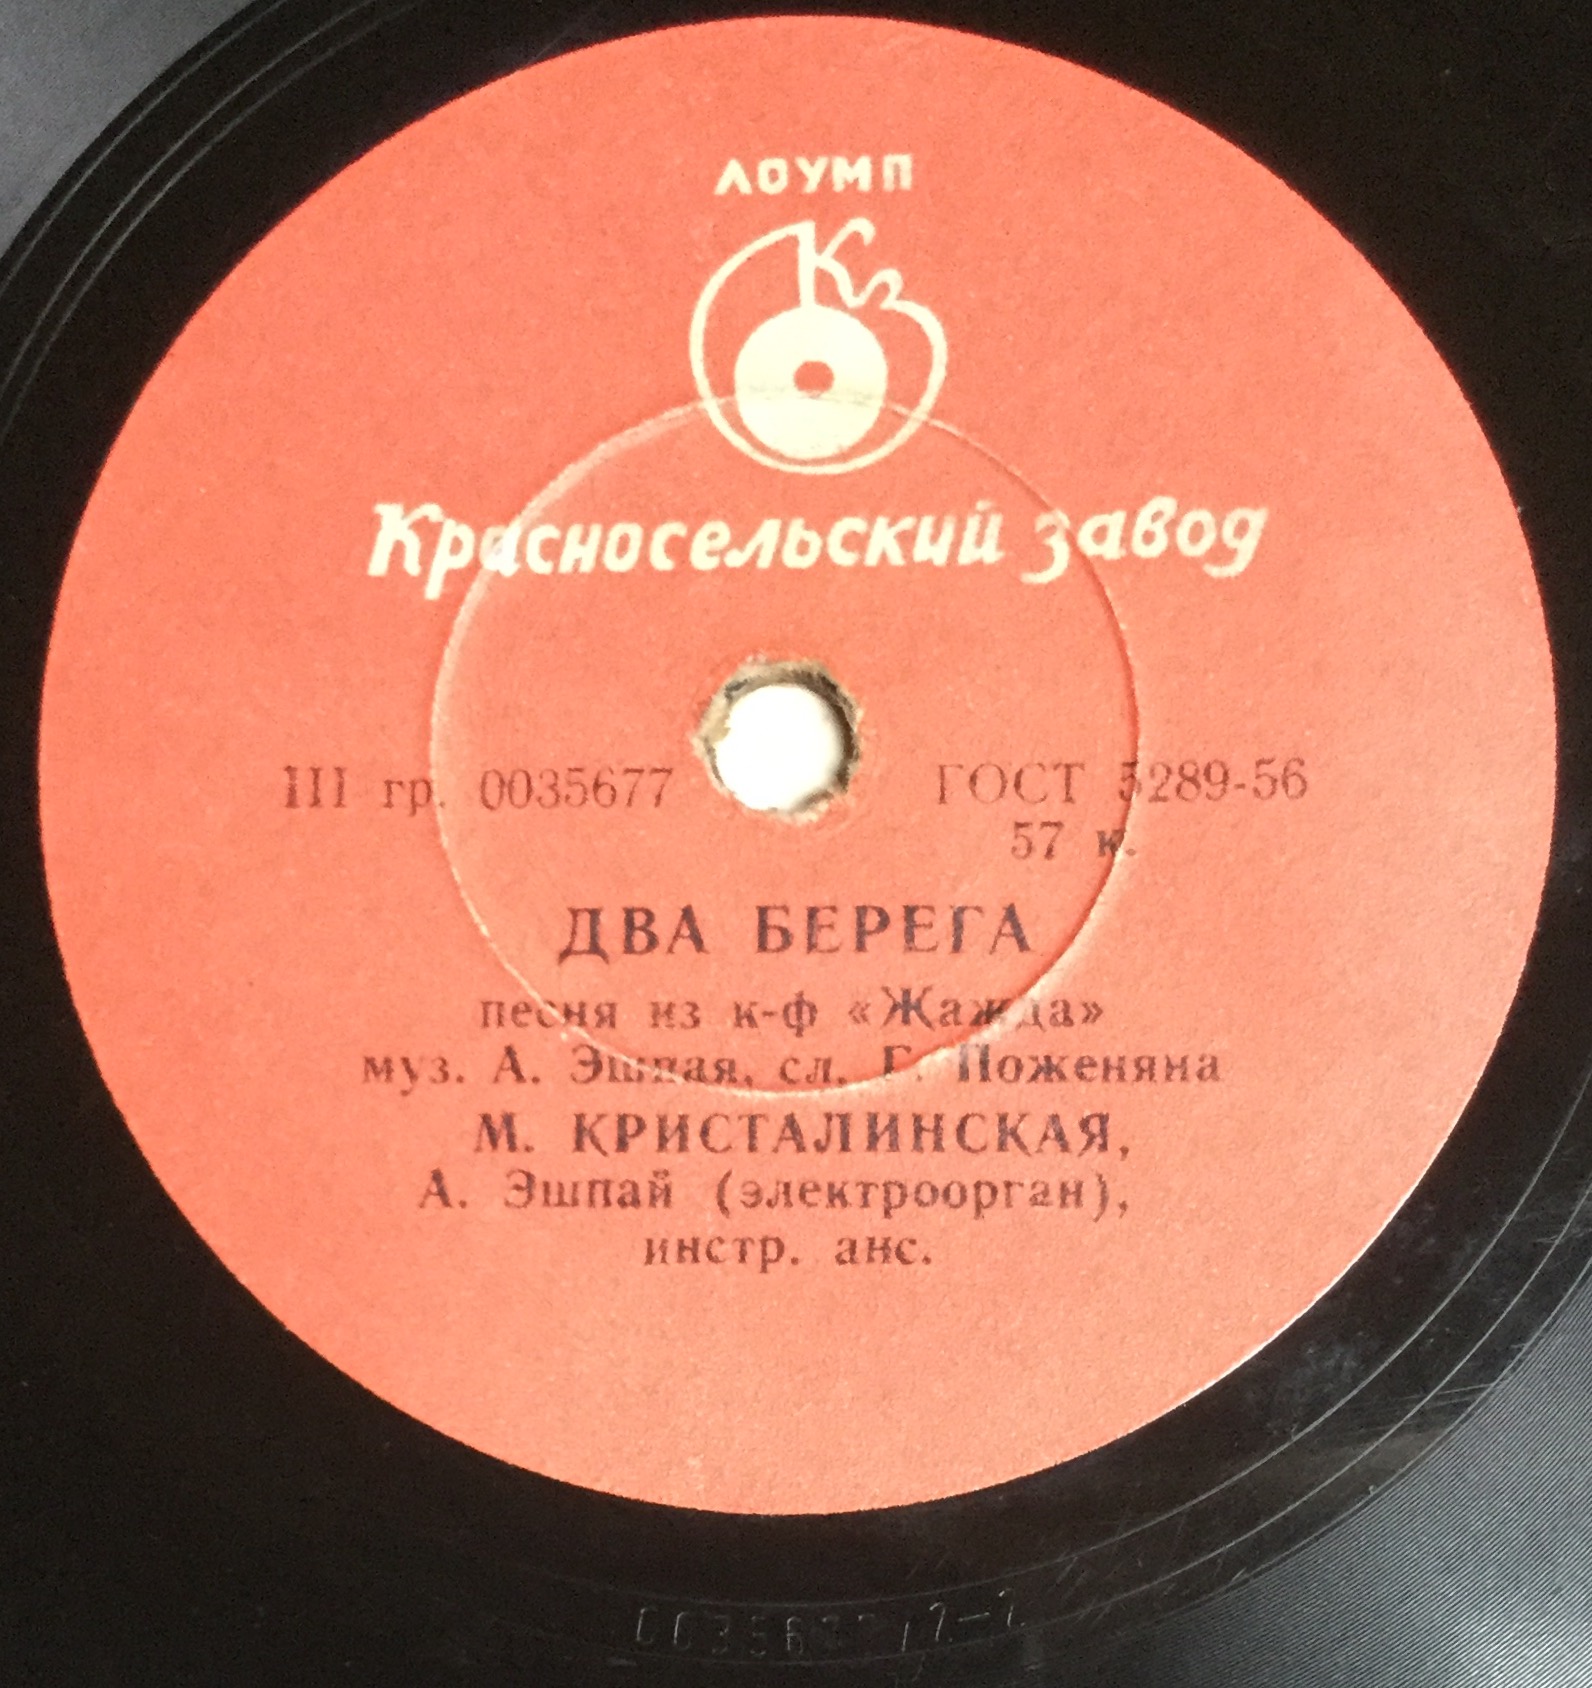 ЛОУМП
Кз
Красносельский завод
III гр. 0035677 ГОСТ 5289-56
57 к.
ДВА БЕРЕГА
песня из к-ф «Жажда»
муз. А. Эшпая, сл. Г. Поженяна
М. КРИСТАЛИНСКАЯ,
А. Эшпай (электроорган),
инстр. анс.